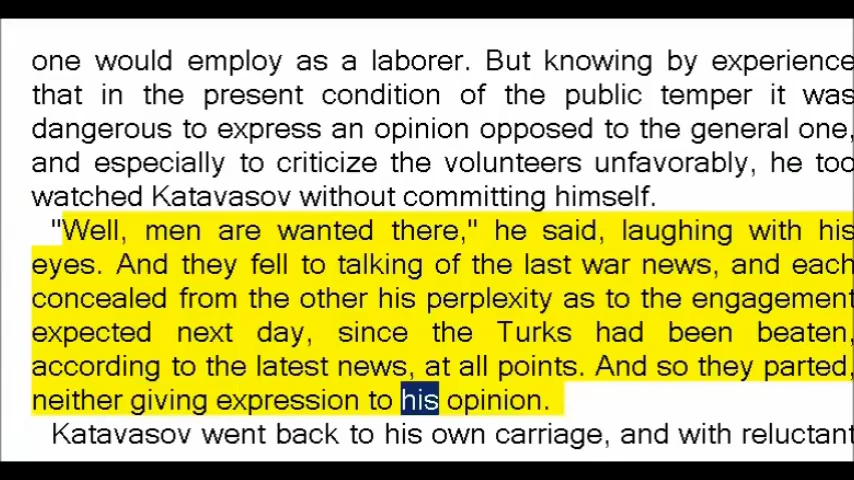 one would employ as a laborer. But knowing by experience
that in the present condition of the public temper it was
dangerous to express an opinion opposed to the general one,
and especially to criticize the volunteers unfavorably, he too
watched Katavasov without committing himself.
"Well, men are wanted there," he said, laughing with his
eyes. And they fell to talking of the last war news, and each
concealed from the other his perplexity as to the engagement
expected next day, since the Turks had been beaten,
according to the latest news, at all points. And so they parted,
neither giving expression to his opinion.
Katavasov went back to his own carriage, and with reluctant